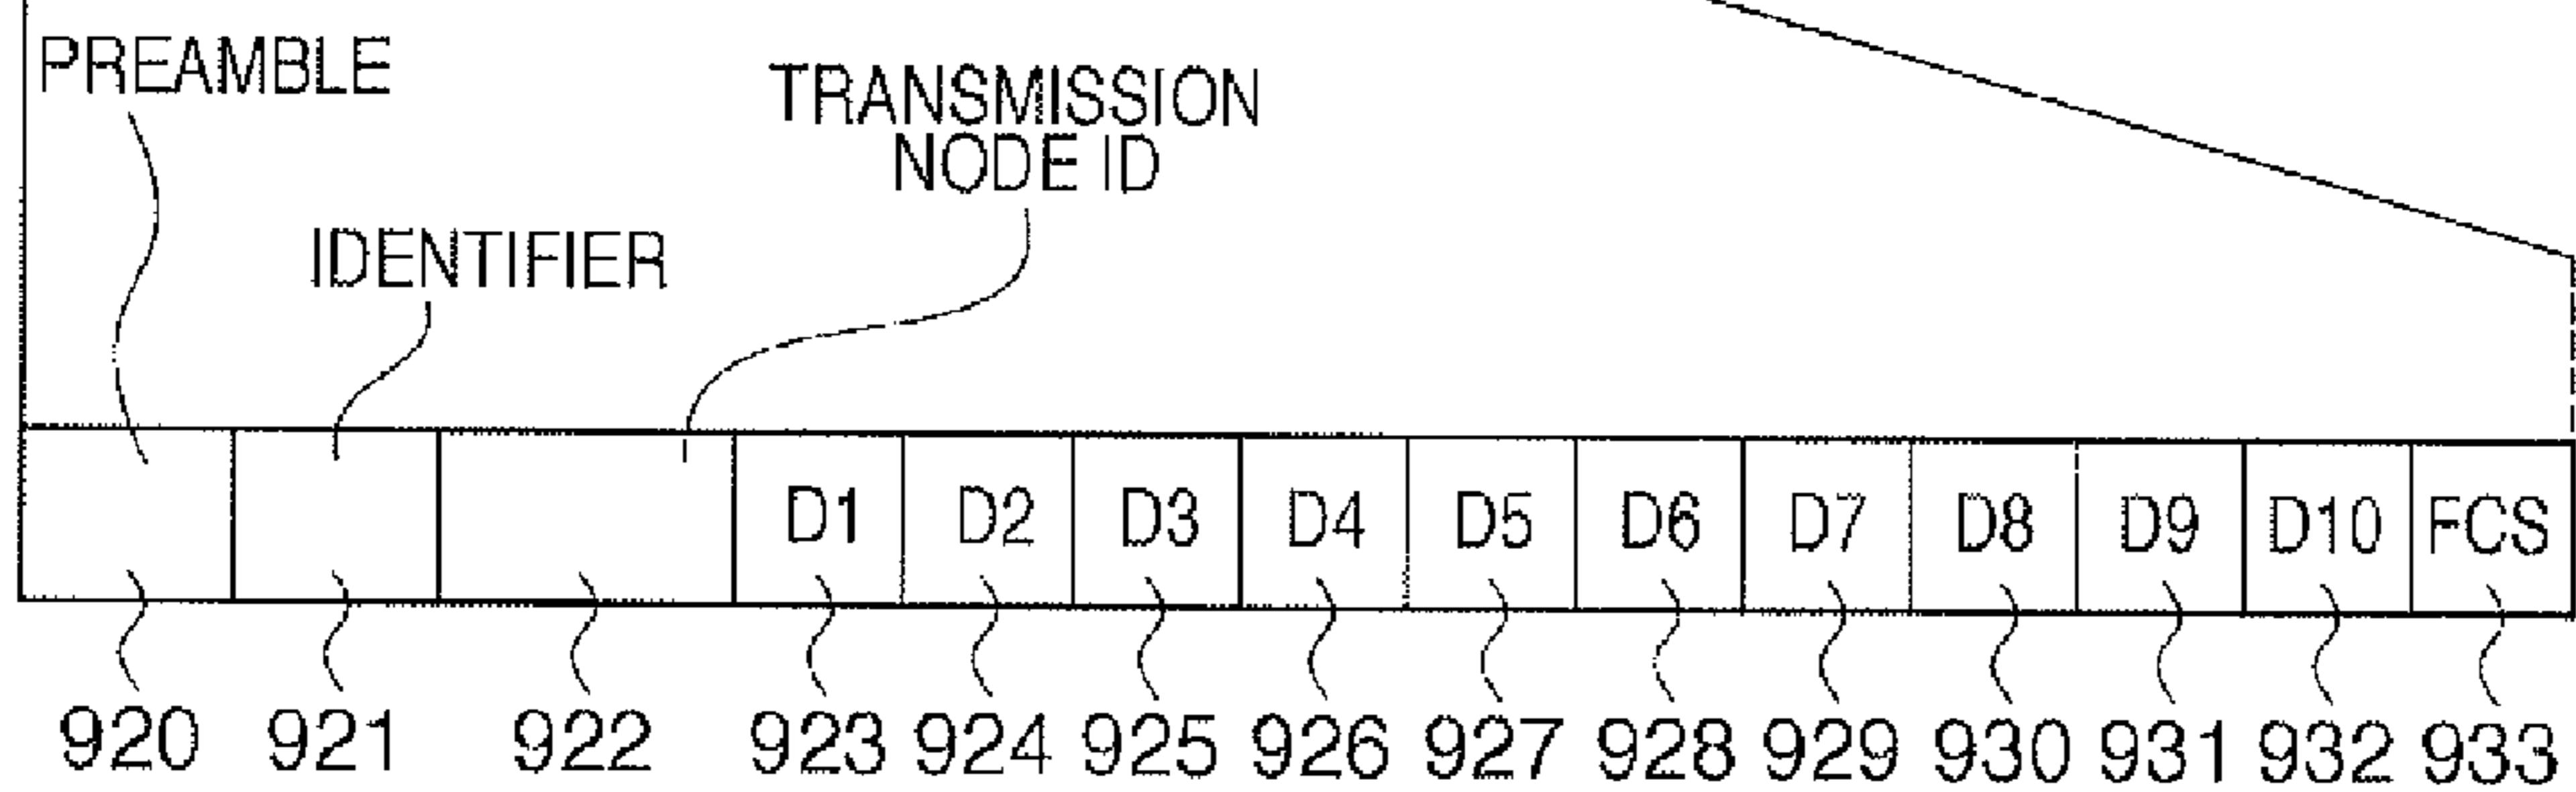 PREAMBLE
TRANSMISSION
NODE ID
IDENTIFIER
D1 D2 D3 D4 D5 D6 D7 D8 D9 D10 FCS
920 921 922 923 924 925 926 927 928 929 930 931 932 933